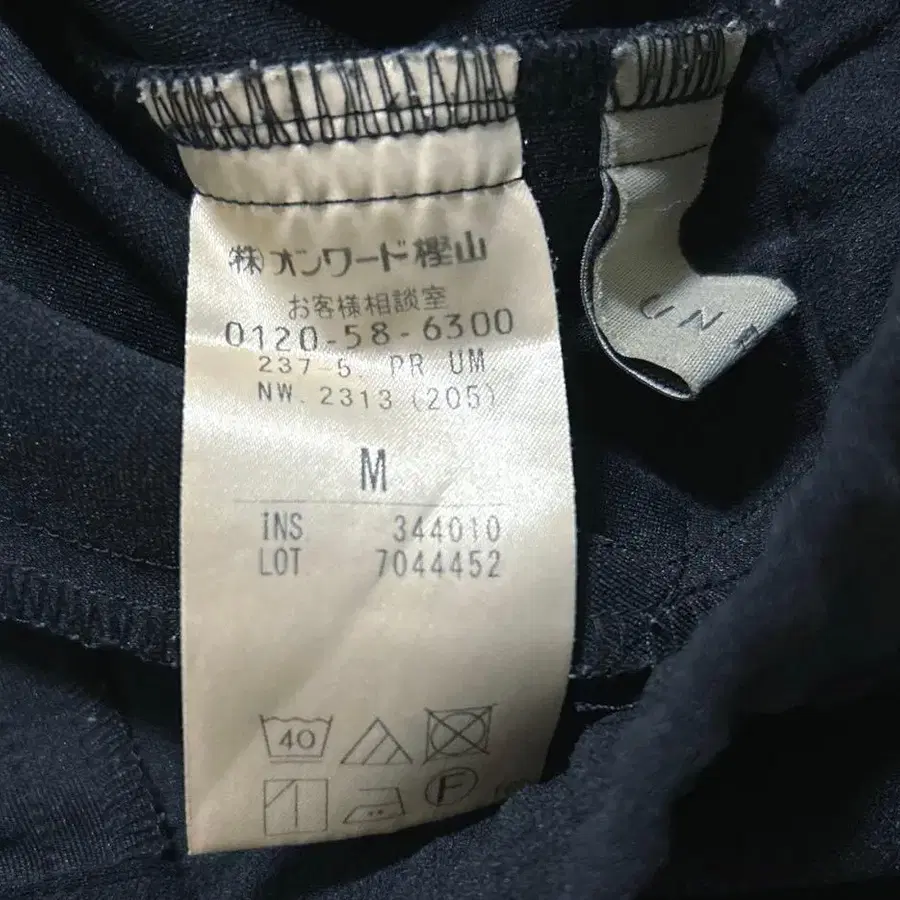 ㈱オンワード樫山
お客様相談室
0120-58-6300
237-5. PR UM.
NW. 2313 (205)
M
INS 344010
LOT 7044452
40
F
UN